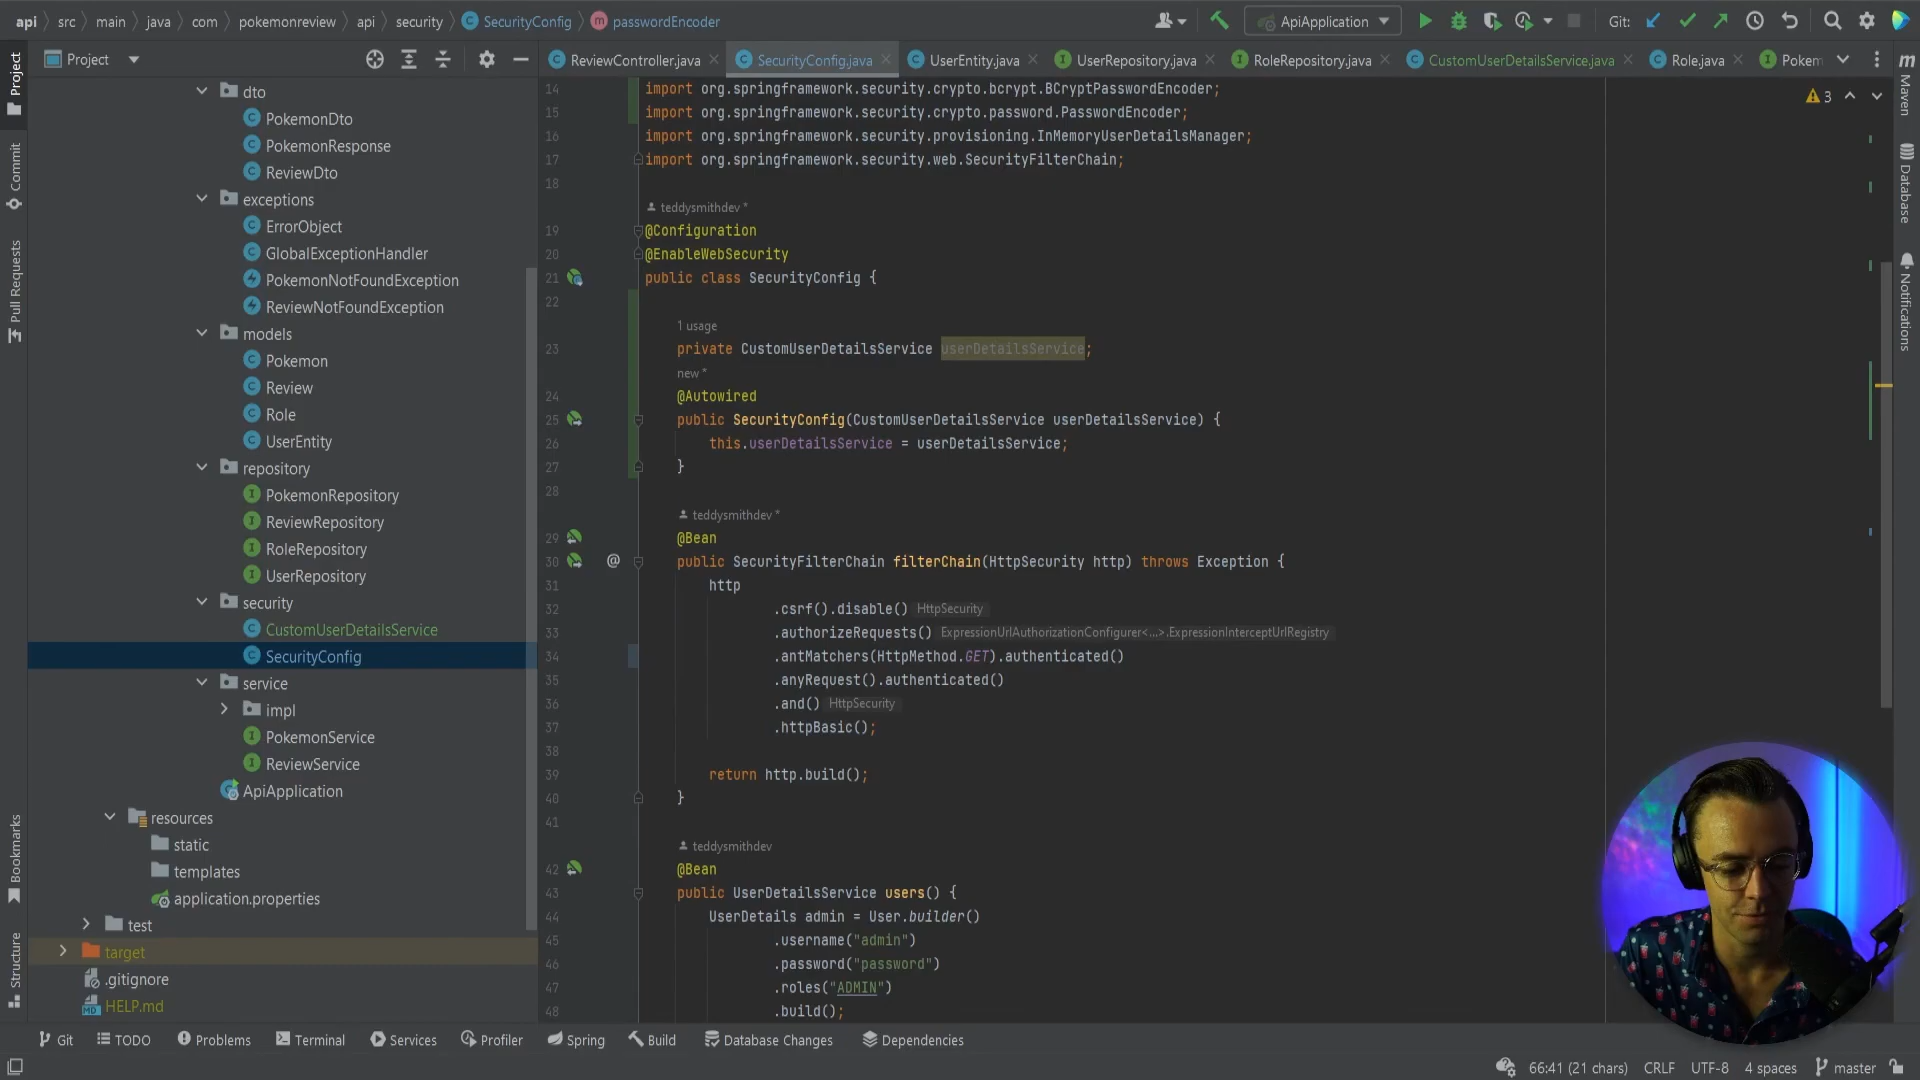 api src main java com pokemonreview api security SecurityConfig passwordEncoder ApiApplication Git:
Project ReviewController.java SecurityConfig.java UserEntity.java UserRepository.java RoleRepository.java CustomUserDetailsService.java Role.java Pokem
Project
Commit
Pull Requests
Bookmarks
Structure
dto
PokemonDto
PokemonResponse
ReviewDto
exceptions
ErrorObject
GlobalExceptionHandler
PokemonNotFoundException
ReviewNotFoundException
models
Pokemon
Review
Role
UserEntity
repository
PokemonRepository
ReviewRepository
RoleRepository
UserRepository
security
CustomUserDetailsService
SecurityConfig
service
impl
PokemonService
ReviewService
ApiApplication
resources
static
templates
application.properties
test
target
.gitignore
HELP.md
14 import org.springframework.security.crypto.bcrypt.BCryptPasswordEncoder;
15 import org.springframework.security.crypto.password.PasswordEncoder;
16 import org.springframework.security.provisioning.InMemoryUserDetailsManager;
17 import org.springframework.security.web.SecurityFilterChain;
18
teddysmithdev *
19 @Configuration
20 @EnableWebSecurity
21 public class SecurityConfig {
22
1 usage
23 private CustomUserDetailsService userDetailsService;
new *
24 @Autowired
25 public SecurityConfig(CustomUserDetailsService userDetailsService) {
26 this.userDetailsService = userDetailsService;
27 }
28
teddysmithdev *
29 @Bean
30 @ public SecurityFilterChain filterChain(HttpSecurity http) throws Exception {
31 http
32 .csrf().disable() HttpSecurity
33 .authorizeRequests() ExpressionUrlAuthorizationConfigurer<...>.ExpressionInterceptUrlRegistry
34 .antMatchers(HttpMethod.GET).authenticated()
35 .anyRequest().authenticated()
36 .and() HttpSecurity
37 .httpBasic();
38
39 return http.build();
40 }
41
teddysmithdev
42 @Bean
43 public UserDetailsService users() {
44 UserDetails admin = User.builder()
45 .username("admin")
46 .password("password")
47 .roles("ADMIN")
48 .build();
3
m Maven
Database
Notifications
Git TODO Problems Terminal Services Profiler Spring Build Database Changes Dependencies
66:41 (21 chars) CRLF UTF-8 4 spaces master